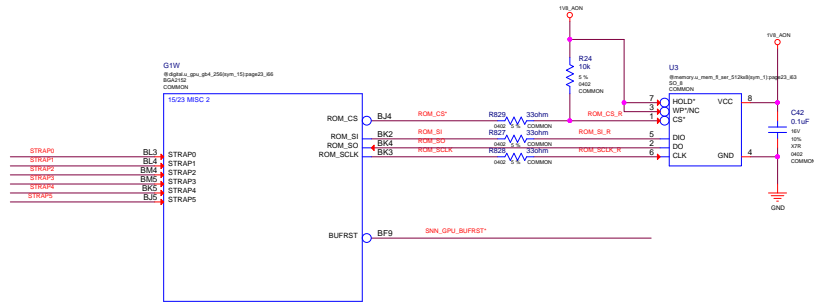 1V8_AON
1V8_AON
G1W
@digital.u_gpu_gb4_256(sym_15):page23_i66
BGA2152
COMMON
15/23 MISC 2
R24
10k
5 %
0402
COMMON
U3
@memory.u_mem_fl_ser_512kx8(sym_1):page23_i63
SO_8
COMMON
7 HOLD* VCC 8
3 WP*/NC
1 CS*
C42
0.1uF
16V
10%
X7R
0402
COMMON
ROM_CS BJ4 ROM_CS* R829 33ohm ROM_CS_R
0402 5 % COMMON
ROM_SI BK2 ROM_SI R827 33ohm ROM_SI_R 5 DIO
0402 5 % COMMON
ROM_SO BK4 ROM_SO 2 DO
ROM_SCLK BK3 ROM_SCLK R828 33ohm ROM_SCLK_R 6 CLK GND 4
0402 5 % COMMON
GND
STRAP0 BL3 STRAP0
STRAP1 BL4 STRAP1
STRAP2 BM4 STRAP2
STRAP3 BM5 STRAP3
STRAP4 BK5 STRAP4
STRAP5 BJ5 STRAP5
BUFRST BF9 SNN_GPU_BUFRST*